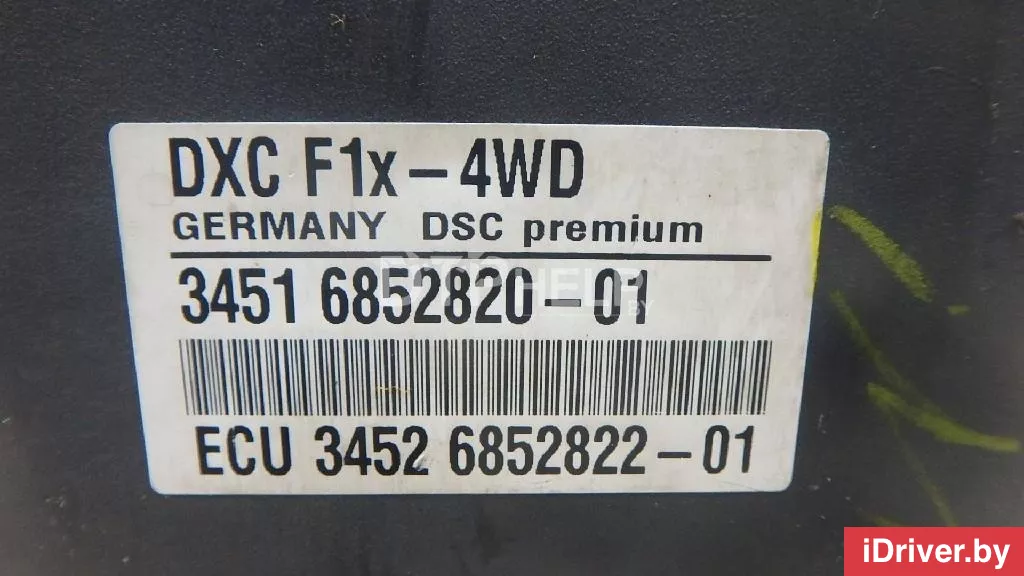 DXC F1x-4WD
GERMANY DSC premium
3451 6852820-01
ECU 3452 6852822-01
iDriver.by